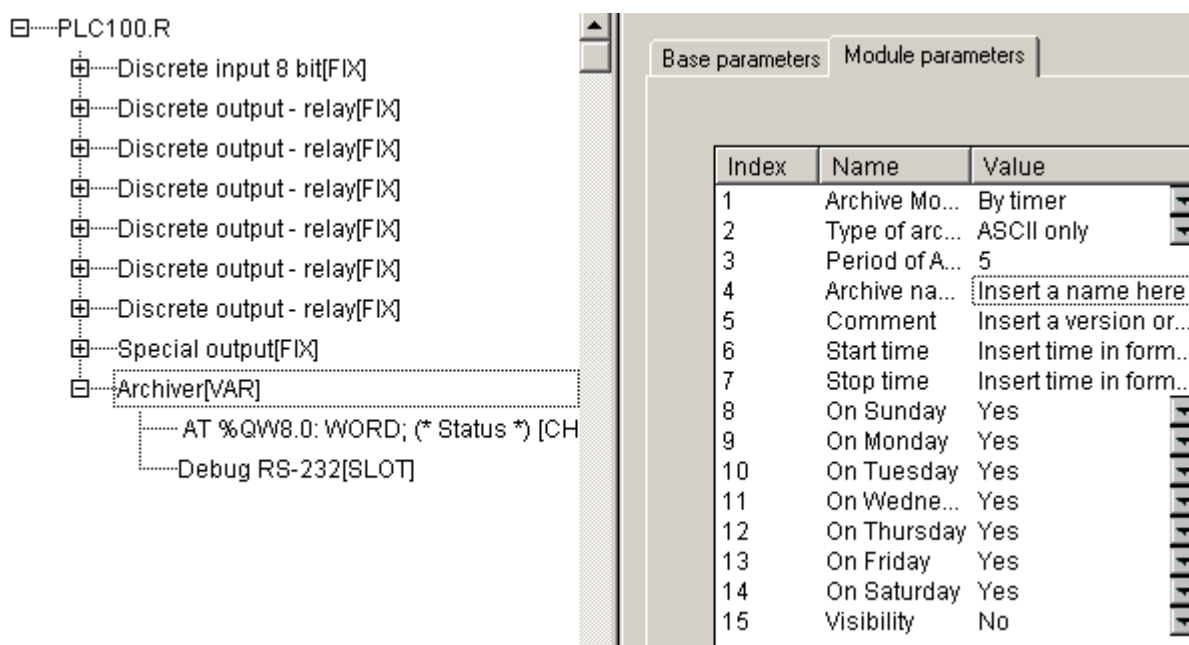 PLC100.R
Discrete input 8 bit[FIX]
Discrete output - relay[FIX]
Discrete output - relay[FIX]
Discrete output - relay[FIX]
Discrete output - relay[FIX]
Discrete output - relay[FIX]
Discrete output - relay[FIX]
Special output[FIX]
Archiver[VAR]
AT %QW8.0: WORD; (* Status *) [CH
Debug RS-232[SLOT]
Base parameters Module parameters
Index Name Value
1 Archive Mo... By timer
2 Type of arc... ASCII only
3 Period of A... 5
4 Archive na... Insert a name here
5 Comment Insert a version or...
6 Start time Insert time in form...
7 Stop time Insert time in form...
8 On Sunday Yes
9 On Monday Yes
10 On Tuesday Yes
11 On Wedne... Yes
12 On Thursday Yes
13 On Friday Yes
14 On Saturday Yes
15 Visibility No